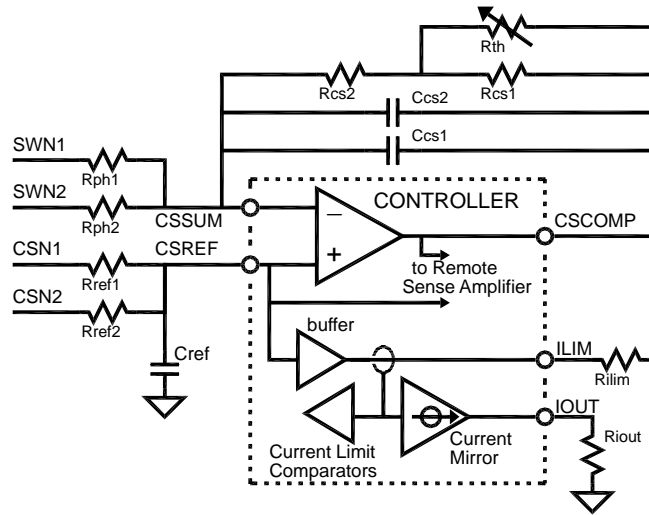 Rth
Rcs2
Rcs1
Ccs2
Ccs1
SWN1
Rph1
SWN2
Rph2
CSSUM
CONTROLLER
CSCOMP
CSN1
Rref1
CSREF
CSN2
Rref2
Cref
to Remote
Sense Amplifier
buffer
ILIM
Rilim
IOUT
Riout
Current Limit
Comparators
Current
Mirror